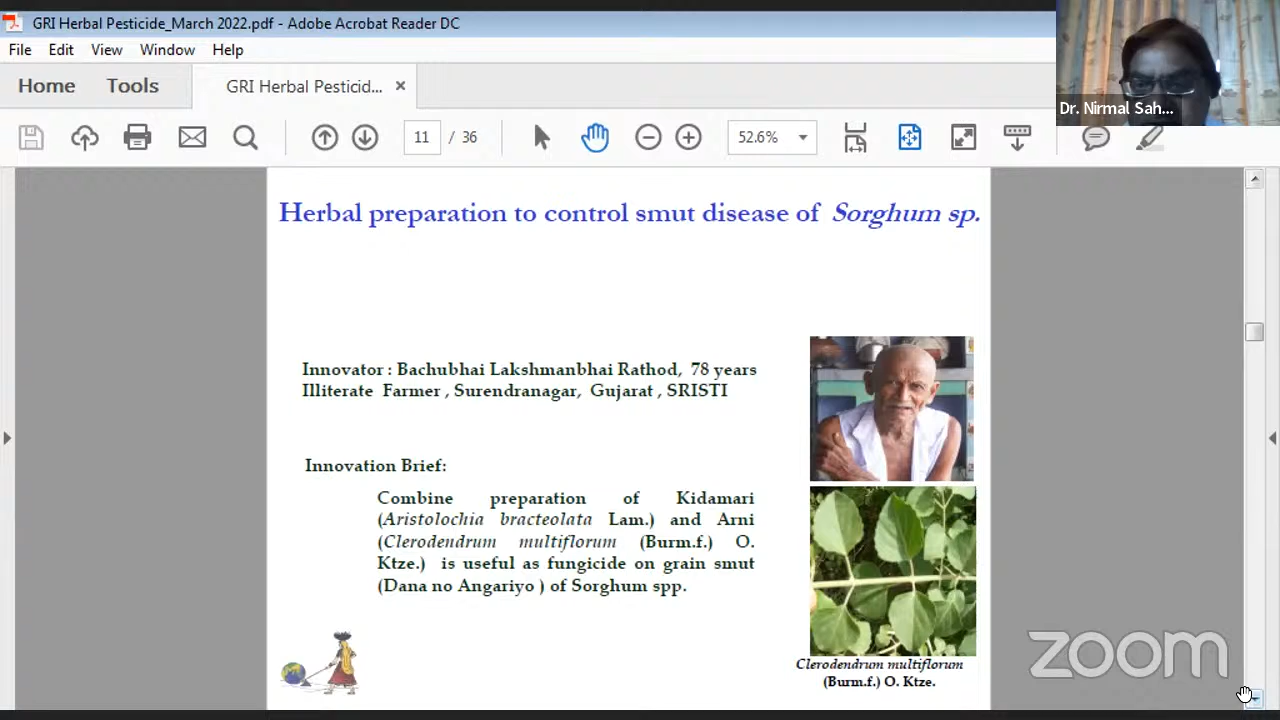 GRI Herbal Pesticide_March 2022.pdf - Adobe Acrobat Reader DC
File Edit View Window Help
Home Tools GRI Herbal Pesticid... ×
11 / 36 52.6%
Dr. Nirmal Sah...
Herbal preparation to control smut disease of Sorghum sp.
Innovator : Bachubhai Lakshmanbhai Rathod, 78 years
Illiterate Farmer , Surendranagar, Gujarat , SRISTI
Innovation Brief:
Combine preparation of Kidamari
(Aristolochia bracteolata Lam.) and Arni
(Clerodendrum multiflorum (Burm.f.) O.
Ktze.) is useful as fungicide on grain smut
(Dana no Angariyo ) of Sorghum spp.
Clerodendrum multiflorum
(Burm.f.) O. Ktze.
zoom